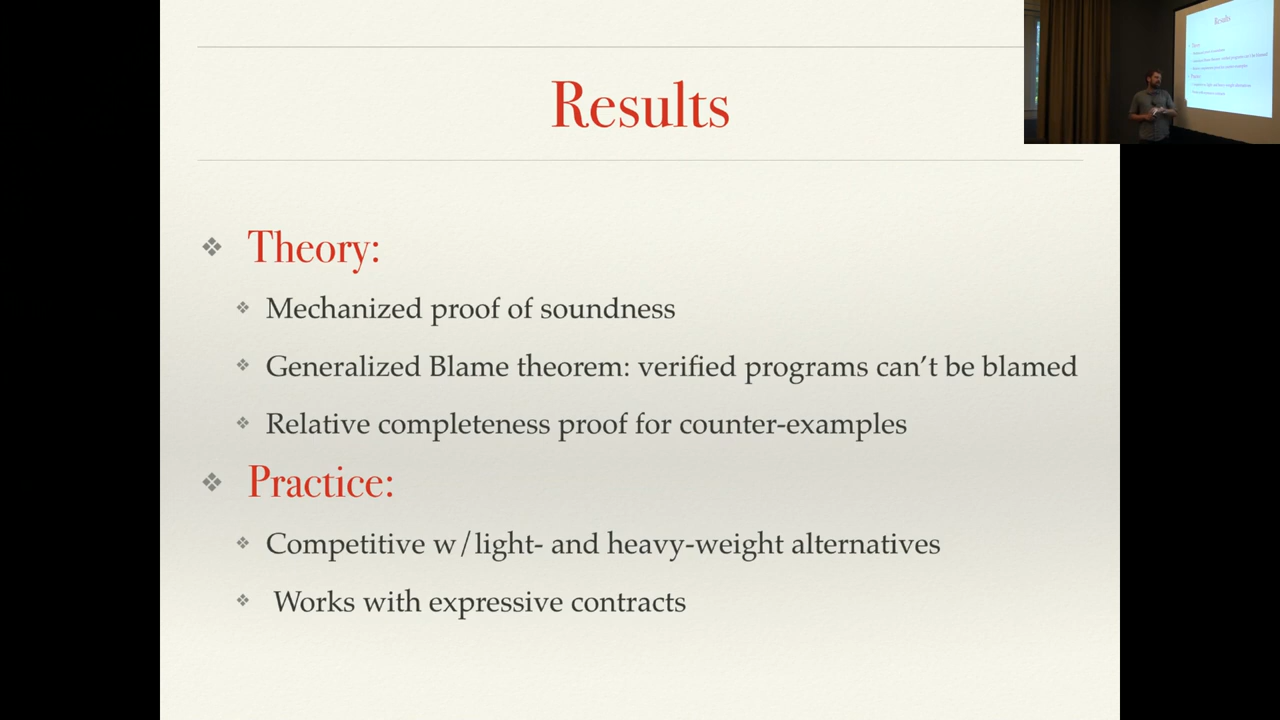 Results
Theory:
Mechanized proof of soundness
Generalized Blame theorem: verified programs can't be blamed
Relative completeness proof for counter-examples
Practice:
Competitive w/light- and heavy-weight alternatives
Works with expressive contracts
Results